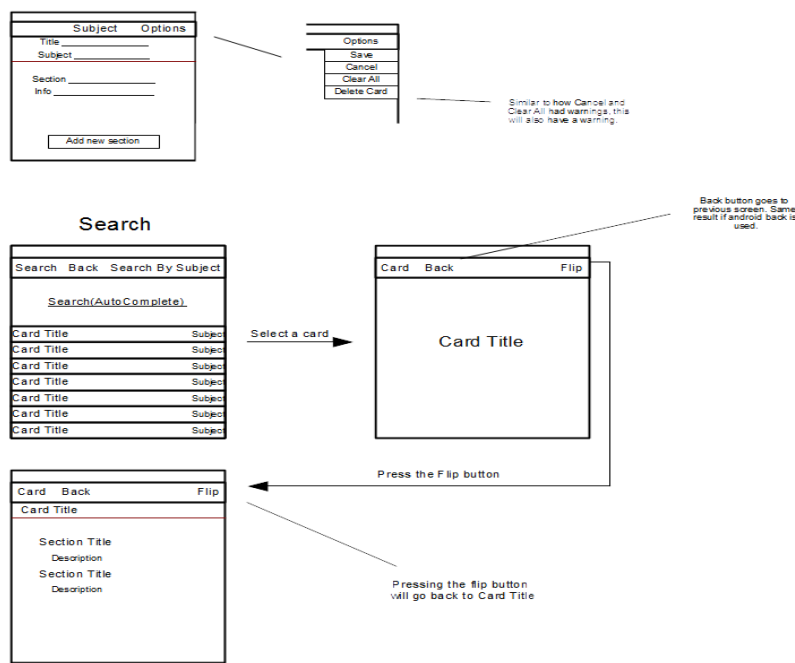 Subject Options
Title
Subject
Section
Info
Add new section
Options
Save
Cancel
Clear All
Delete Card
Similar to how Cancel and
Clear All had warnings, this
will also have a warning.
Search
Search Back Search By Subject
Search(AutoComplete)
Card Title Subject
Card Title Subject
Card Title Subject
Card Title Subject
Card Title Subject
Card Title Subject
Card Title Subject
Select a card
Back button goes to
previous screen. Same
result if android back is
used.
Card Back Flip
Card Title
Press the Flip button
Card Back Flip
Card Title
Section Title
Description
Section Title
Description
Pressing the flip button
will go back to Card Title